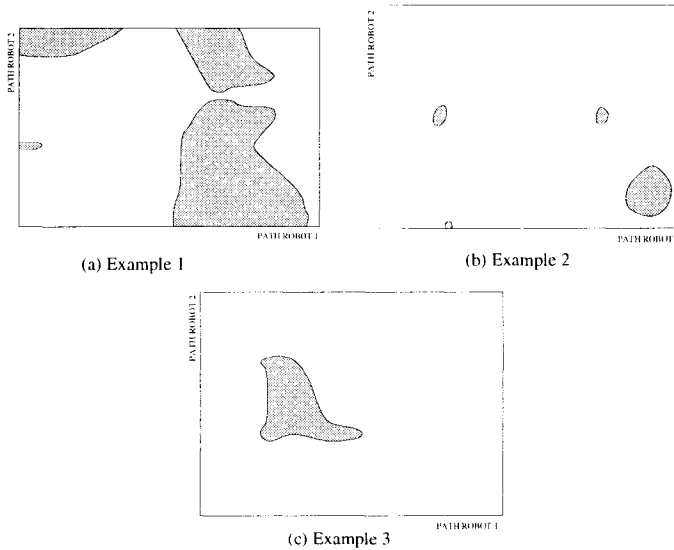 PATH ROBOT 2
PATH ROBOT 1
(a) Example 1
PATH ROBOT 2
PATH ROBOT
(b) Example 2
PATH ROBOT 2
PATH ROBOT 1
(c) Example 3